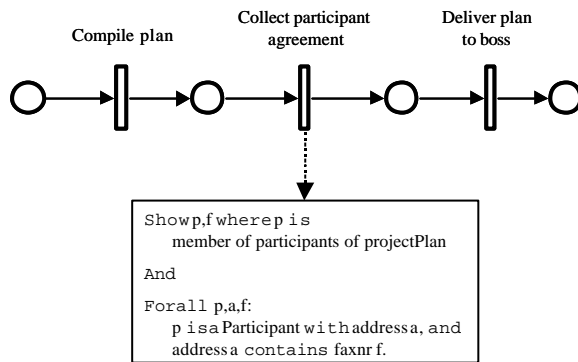 Compile plan
Collect participant
agreement
Deliver plan
to boss
Show p,f where p is
member of participants of projectPlan
And
Forall p,a,f:
p isa Participant with address a, and
address a contains faxnr f.